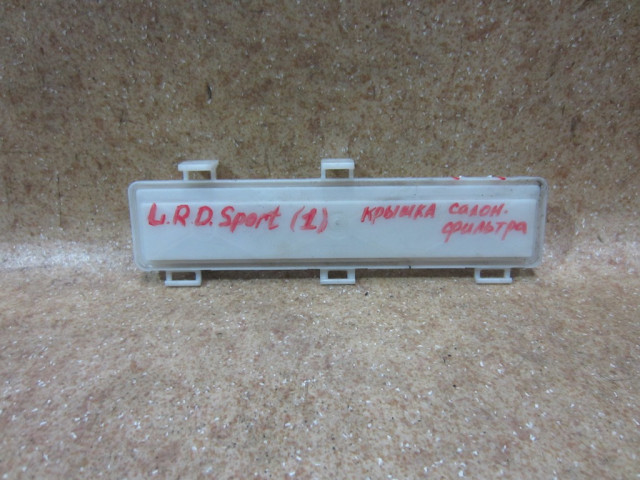 L.R.D. Sport (1) крышка салон.
фильтра